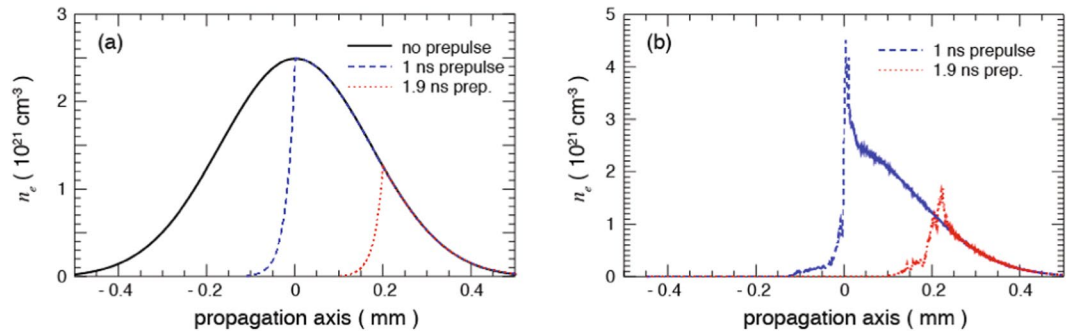 (a)
no prepulse
1 ns prepulse
1.9 ns prep.
3
2
1
0
n_e ( 10^21 cm^-3 )
- 0.4
- 0.2
0
0.2
0.4
propagation axis ( mm )
(b)
1 ns prepulse
1.9 ns prep.
5
4
3
2
1
0
n_e ( 10^21 cm^-3 )
- 0.4
- 0.2
0
0.2
0.4
propagation axis ( mm )